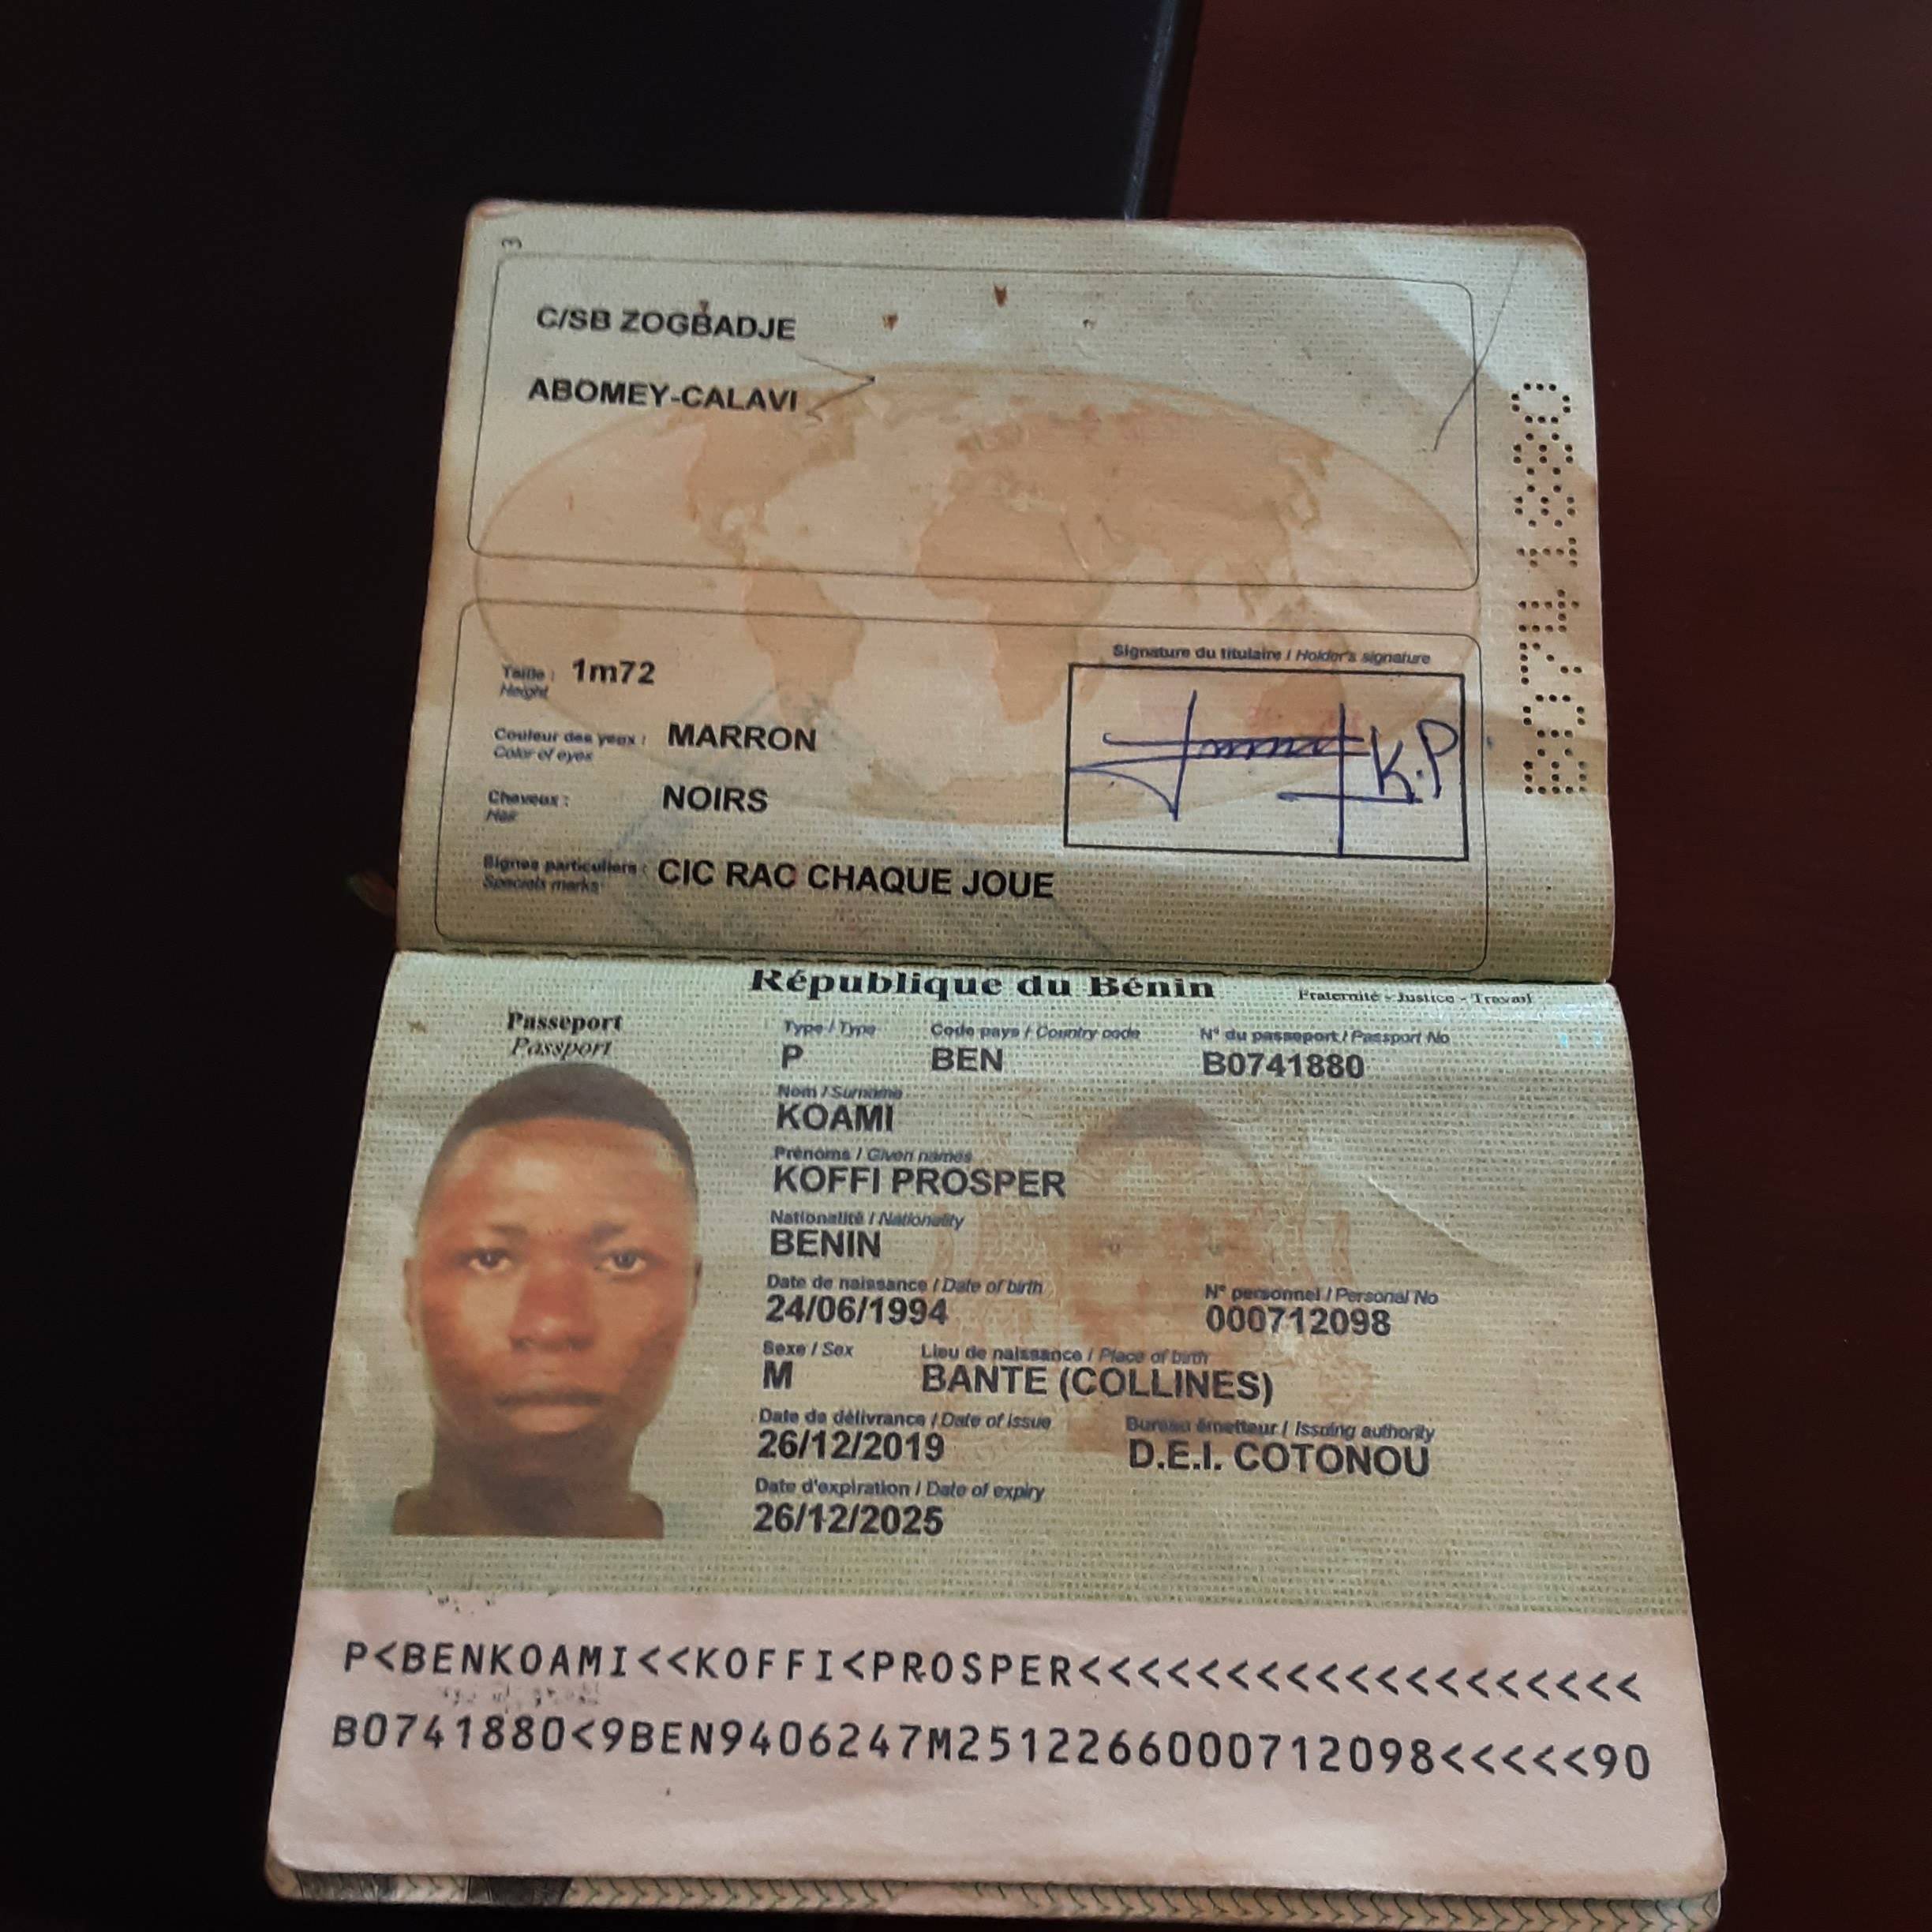 3
C/SB ZOGBADJE
ABOMEY-CALAVI
B0741880
Taille : 1m72
Height
Signature du titulaire / Holder's signature
Couleur des yeux : MARRON
Color of eyes
K.P
Cheveux : NOIRS
Hair
Signes particuliers : CIC RAC CHAQUE JOUE
Specials marks
République du Bénin
Fraternité - Justice - Travail
Passeport
Passport
Type / Type Code pays / Country code N° du passeport / Passport No
P BEN B0741880
Nom / Surname
KOAMI
Prénoms / Given names
KOFFI PROSPER
Nationalité / Nationality
BENIN
Date de naissance / Date of birth N° personnel / Personal No
24/06/1994 000712098
Sexe / Sex Lieu de naissance / Place of birth
M BANTE (COLLINES)
Date de délivrance / Date of issue Bureau émetteur / Issuing authority
26/12/2019 D.E.I. COTONOU
Date d'expiration / Date of expiry
26/12/2025
P<BENKOAMI<<KOFFI<PROSPER<<<<<<<<<<<<<<<<<<<
B0741880<9BEN9406247M2512266000712098<<<<<90